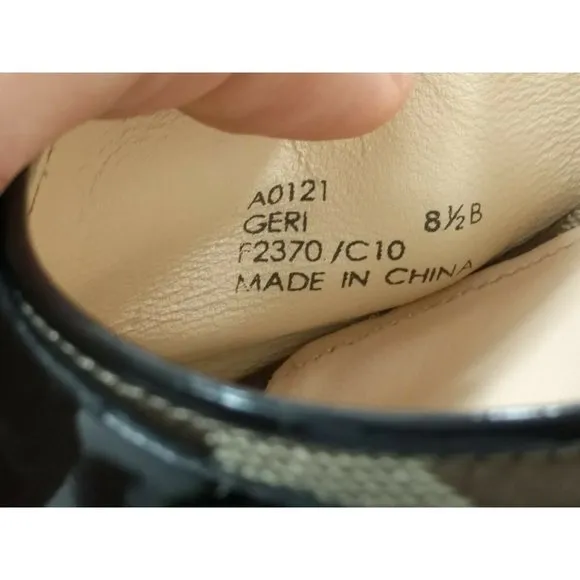 A0121
GERI 8½B
F2370/C10
MADE IN CHINA